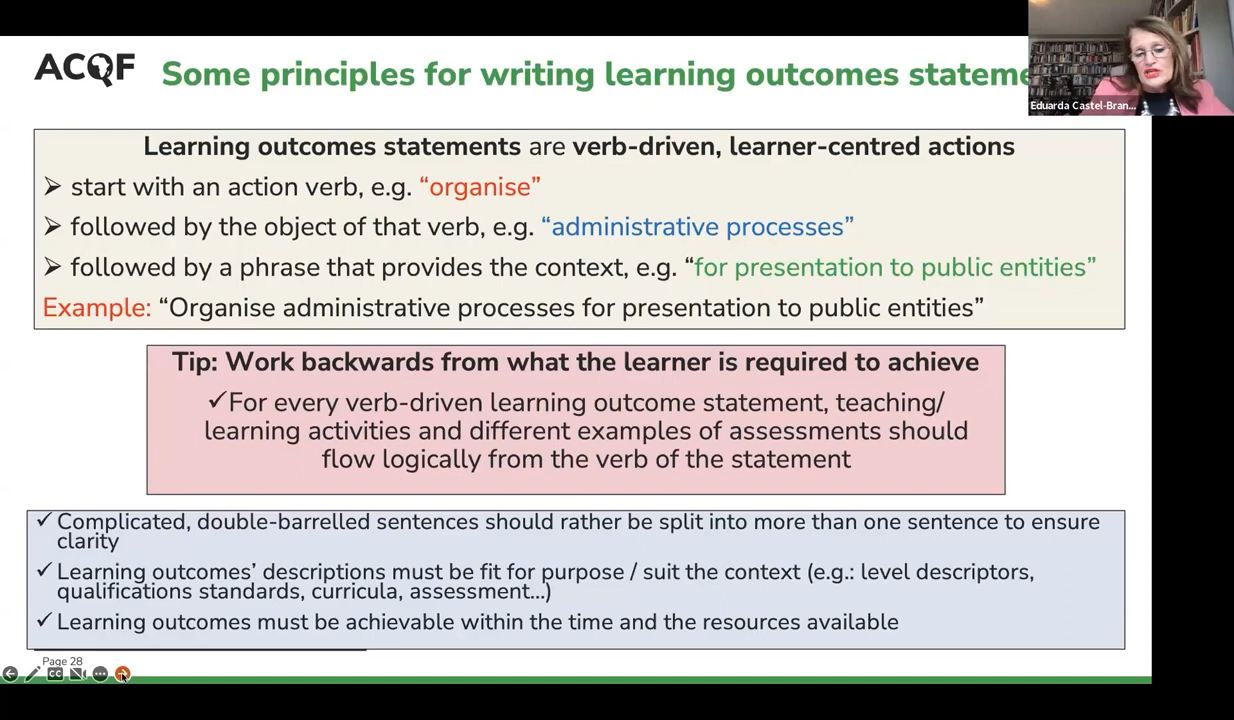 ACQF
Some principles for writing learning outcomes stateme
Eduarda Castel-Bran...
Learning outcomes statements are verb-driven, learner-centred actions
➢ start with an action verb, e.g. “organise”
➢ followed by the object of that verb, e.g. “administrative processes”
➢ followed by a phrase that provides the context, e.g. “for presentation to public entities”
Example: “Organise administrative processes for presentation to public entities”
Tip: Work backwards from what the learner is required to achieve
✓For every verb-driven learning outcome statement, teaching/
learning activities and different examples of assessments should
flow logically from the verb of the statement
✓ Complicated, double-barrelled sentences should rather be split into more than one sentence to ensure
clarity
✓ Learning outcomes’ descriptions must be fit for purpose / suit the context (e.g.: level descriptors,
qualifications standards, curricula, assessment…)
✓ Learning outcomes must be achievable within the time and the resources available
Page 28
CC